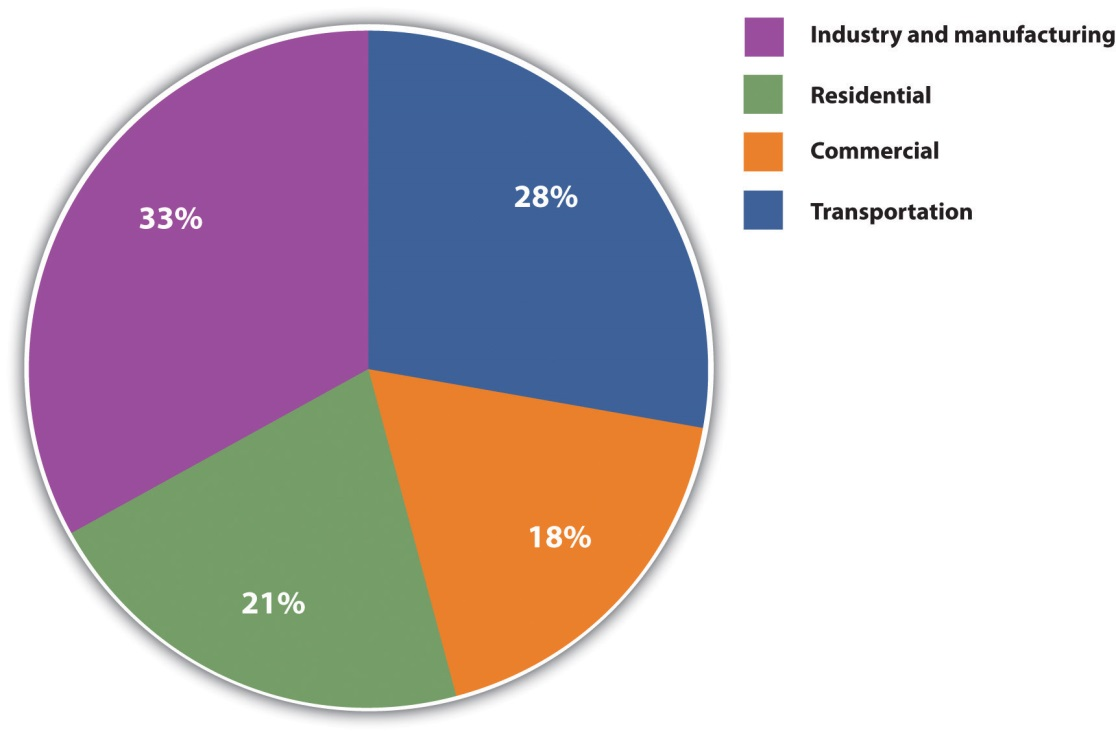 Industry and manufacturing
Residential
Commercial
Transportation
28%
33%
18%
21%